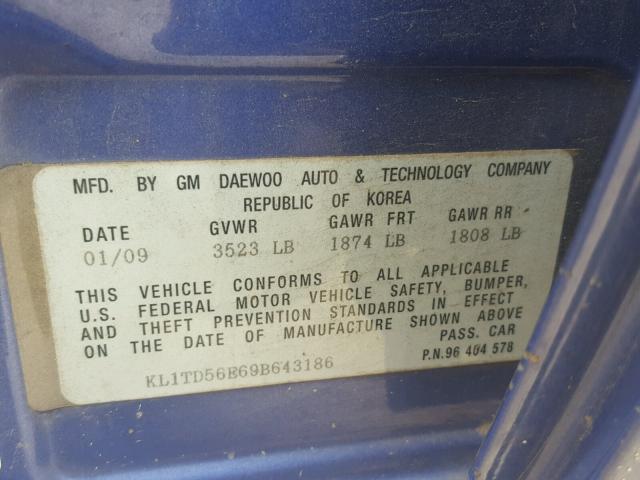 MFD. BY GM DAEWOO AUTO & TECHNOLOGY COMPANY
REPUBLIC OF KOREA
DATE GVWR GAWR FRT GAWR RR
01/09 3523 LB 1874 LB 1808 LB
THIS VEHICLE CONFORMS TO ALL APPLICABLE
U.S. FEDERAL MOTOR VEHICLE SAFETY, BUMPER,
AND THEFT PREVENTION STANDARDS IN EFFECT
ON THE DATE OF MANUFACTURE SHOWN ABOVE
PASS. CAR
KL1TD56E69B643186 P.N.96 404 578